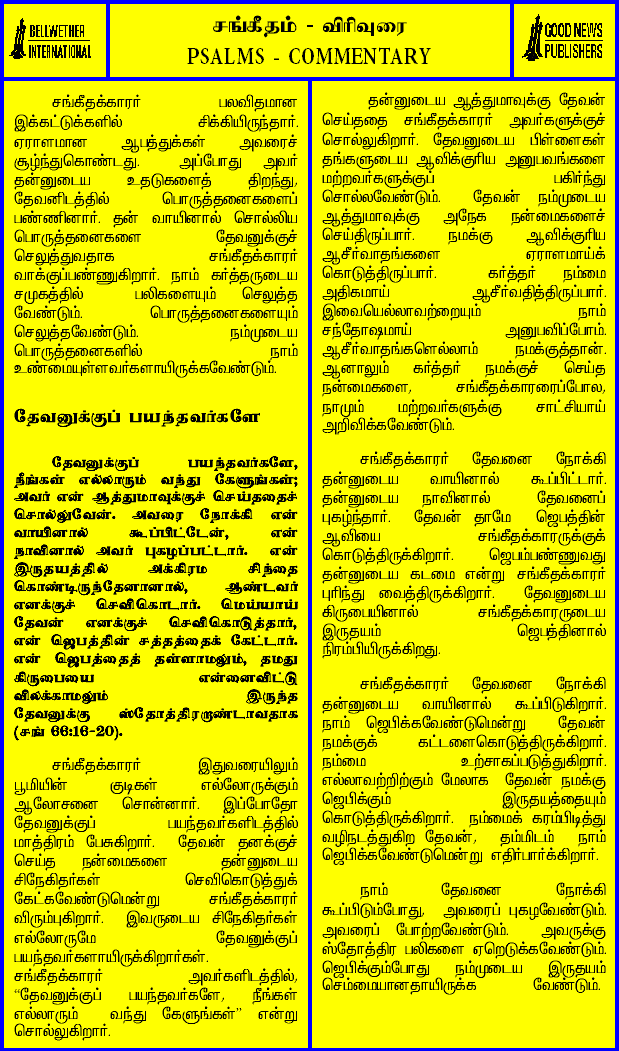 BELLWETHER
INTERNATIONAL
சங்கீதம் - விரிவுரை
PSALMS - COMMENTARY
GOOD NEWS
PUBLISHERS
சங்கீதக்காரர் பலவிதமான
இக்கட்டுக்களில் சிக்கியிருந்தார்.
ஏராளமான ஆபத்துக்கள் அவரைச்
சூழ்ந்துகொண்டது. அப்போது அவர்
தன்னுடைய உதடுகளைத் திறந்து,
தேவனிடத்தில் பொருத்தனைகளைப்
பண்ணினார். தன் வாயினால் சொல்லிய
பொருத்தனைகளை தேவனுக்குச்
செலுத்துவதாக சங்கீதக்காரர்
வாக்குப்பண்ணுகிறார். நாம் கர்த்தருடைய
சமுகத்தில் பலிகளையும் செலுத்த
வேண்டும். பொருத்தனைகளையும்
செலுத்தவேண்டும். நம்முடைய
பொருத்தனைகளில் நாம்
உண்மையுள்ளவர்களாயிருக்கவேண்டும்.
தேவனுக்குப் பயந்தவர்களே
தேவனுக்குப் பயந்தவர்களே,
நீங்கள் எல்லாரும் வந்து கேளுங்கள்;
அவர் என் ஆத்துமாவுக்குச் செய்ததைச்
சொல்லுவேன். அவரை நோக்கி என்
வாயினால் கூப்பிட்டேன், என்
நாவினால் அவர் புகழப்பட்டார். என்
இருதயத்தில் அக்கிரம சிந்தை
கொண்டிருந்தேனானால், ஆண்டவர்
எனக்குச் செவிகொடார். மெய்யாய்
தேவன் எனக்குச் செவிகொடுத்தார்,
என் ஜெபத்தின் சத்தத்தைக் கேட்டார்.
என் ஜெபத்தைத் தள்ளாமலும், தமது
கிருபையை என்னைவிட்டு
விலக்காமலும் இருந்த
தேவனுக்கு ஸ்தோத்திரமுண்டாவதாக
(சங் 66:16-20).
சங்கீதக்காரர் இதுவரையிலும்
பூமியின் குடிகள் எல்லோருக்கும்
ஆலோசனை சொன்னார். இப்போதோ
தேவனுக்குப் பயந்தவர்களிடத்தில்
மாத்திரம் பேசுகிறார். தேவன் தனக்குச்
செய்த நன்மைகளை தன்னுடைய
சிநேகிதர்கள் செவிகொடுத்துக்
கேட்கவேண்டுமென்று சங்கீதக்காரர்
விரும்புகிறார். இவருடைய சிநேகிதர்கள்
எல்லோருமே தேவனுக்குப்
பயந்தவர்களாயிருக்கிறார்கள்.
சங்கீதக்காரர் அவர்களிடத்தில்,
“தேவனுக்குப் பயந்தவர்களே, நீங்கள்
எல்லாரும் வந்து கேளுங்கள்” என்று
சொல்லுகிறார்.
தன்னுடைய ஆத்துமாவுக்கு தேவன்
செய்ததை சங்கீதக்காரர் அவர்களுக்குச்
சொல்லுகிறார். தேவனுடைய பிள்ளைகள்
தங்களுடைய ஆவிக்குரிய அனுபவங்களை
மற்றவர்களுக்குப் பகிர்ந்து
சொல்லவேண்டும். தேவன் நம்முடைய
ஆத்துமாவுக்கு அநேக நன்மைகளைச்
செய்திருப்பார். நமக்கு ஆவிக்குரிய
ஆசீர்வாதங்களை ஏராளமாய்க்
கொடுத்திருப்பார். கர்த்தர் நம்மை
அதிகமாய் ஆசீர்வதித்திருப்பார்.
இவையெல்லாவற்றையும் நாம்
சந்தோஷமாய் அனுபவிப்போம்.
ஆசீர்வாதங்களெல்லாம் நமக்குத்தான்.
ஆனாலும் கர்த்தர் நமக்குச் செய்த
நன்மைகளை, சங்கீதக்காரரைப்போல,
நாமும் மற்றவர்களுக்கு சாட்சியாய்
அறிவிக்கவேண்டும்.
சங்கீதக்காரர் தேவனை நோக்கி
தன்னுடைய வாயினால் கூப்பிட்டார்.
தன்னுடைய நாவினால் தேவனைப்
புகழ்ந்தார். தேவன் தாமே ஜெபத்தின்
ஆவியை சங்கீதக்காரருக்குக்
கொடுத்திருக்கிறார். ஜெபம்பண்ணுவது
தன்னுடைய கடமை என்று சங்கீதக்காரர்
புரிந்து வைத்திருக்கிறார். தேவனுடைய
கிருபையினால் சங்கீதக்காரருடைய
இருதயம் ஜெபத்தினால்
நிரம்பியிருக்கிறது.
சங்கீதக்காரர் தேவனை நோக்கி
தன்னுடைய வாயினால் கூப்பிடுகிறார்.
நாம் ஜெபிக்கவேண்டுமென்று தேவன்
நமக்குக் கட்டளைகொடுத்திருக்கிறார்.
நம்மை உற்சாகப்படுத்துகிறார்.
எல்லாவற்றிற்கும் மேலாக தேவன் நமக்கு
ஜெபிக்கும் இருதயத்தையும்
கொடுத்திருக்கிறார். நம்மைக் கரம்பிடித்து
வழிநடத்துகிற தேவன், தம்மிடம் நாம்
ஜெபிக்கவேண்டுமென்று எதிர்பார்க்கிறார்.
நாம் தேவனை நோக்கி
கூப்பிடும்போது, அவரைப் புகழவேண்டும்.
அவரைப் போற்றவேண்டும். அவருக்கு
ஸ்தோத்திர பலிகளை ஏறெடுக்கவேண்டும்.
ஜெபிக்கும்போது நம்முடைய இருதயம்
செம்மையானதாயிருக்க வேண்டும்.